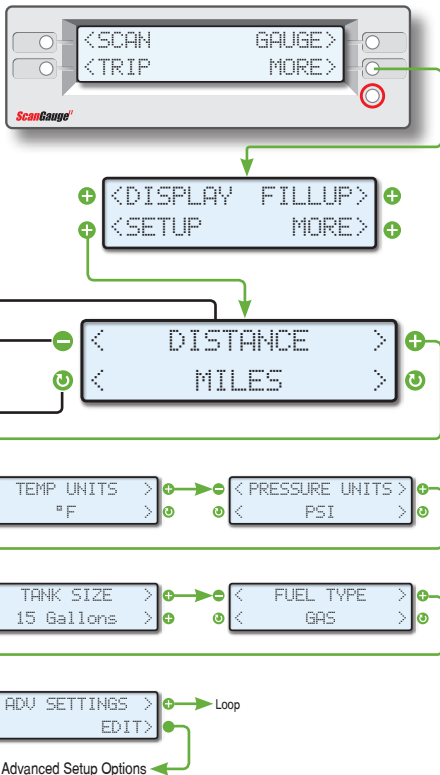 <SCAN GAUGE>
<TRIP MORE>
ScanGauge II
<DISPLAY FILLUP>
<SETUP MORE>
< DISTANCE >
< MILES >
TEMP UNITS >
°F >
< PRESSURE UNITS >
< PSI >
TANK SIZE >
15 Gallons >
< FUEL TYPE >
< GAS >
ADV SETTINGS >
EDIT>
Loop
Advanced Setup Options